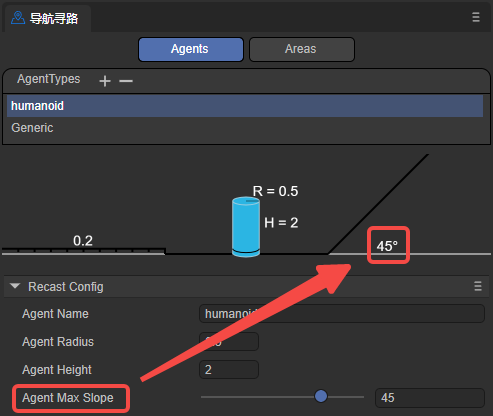 导航寻路
Agents Areas
AgentTypes
humanoid
Generic
R = 0.5
0.2 H = 2 45°
Recast Config
Agent Name humanoid
Agent Radius
Agent Height 2
Agent Max Slope 45